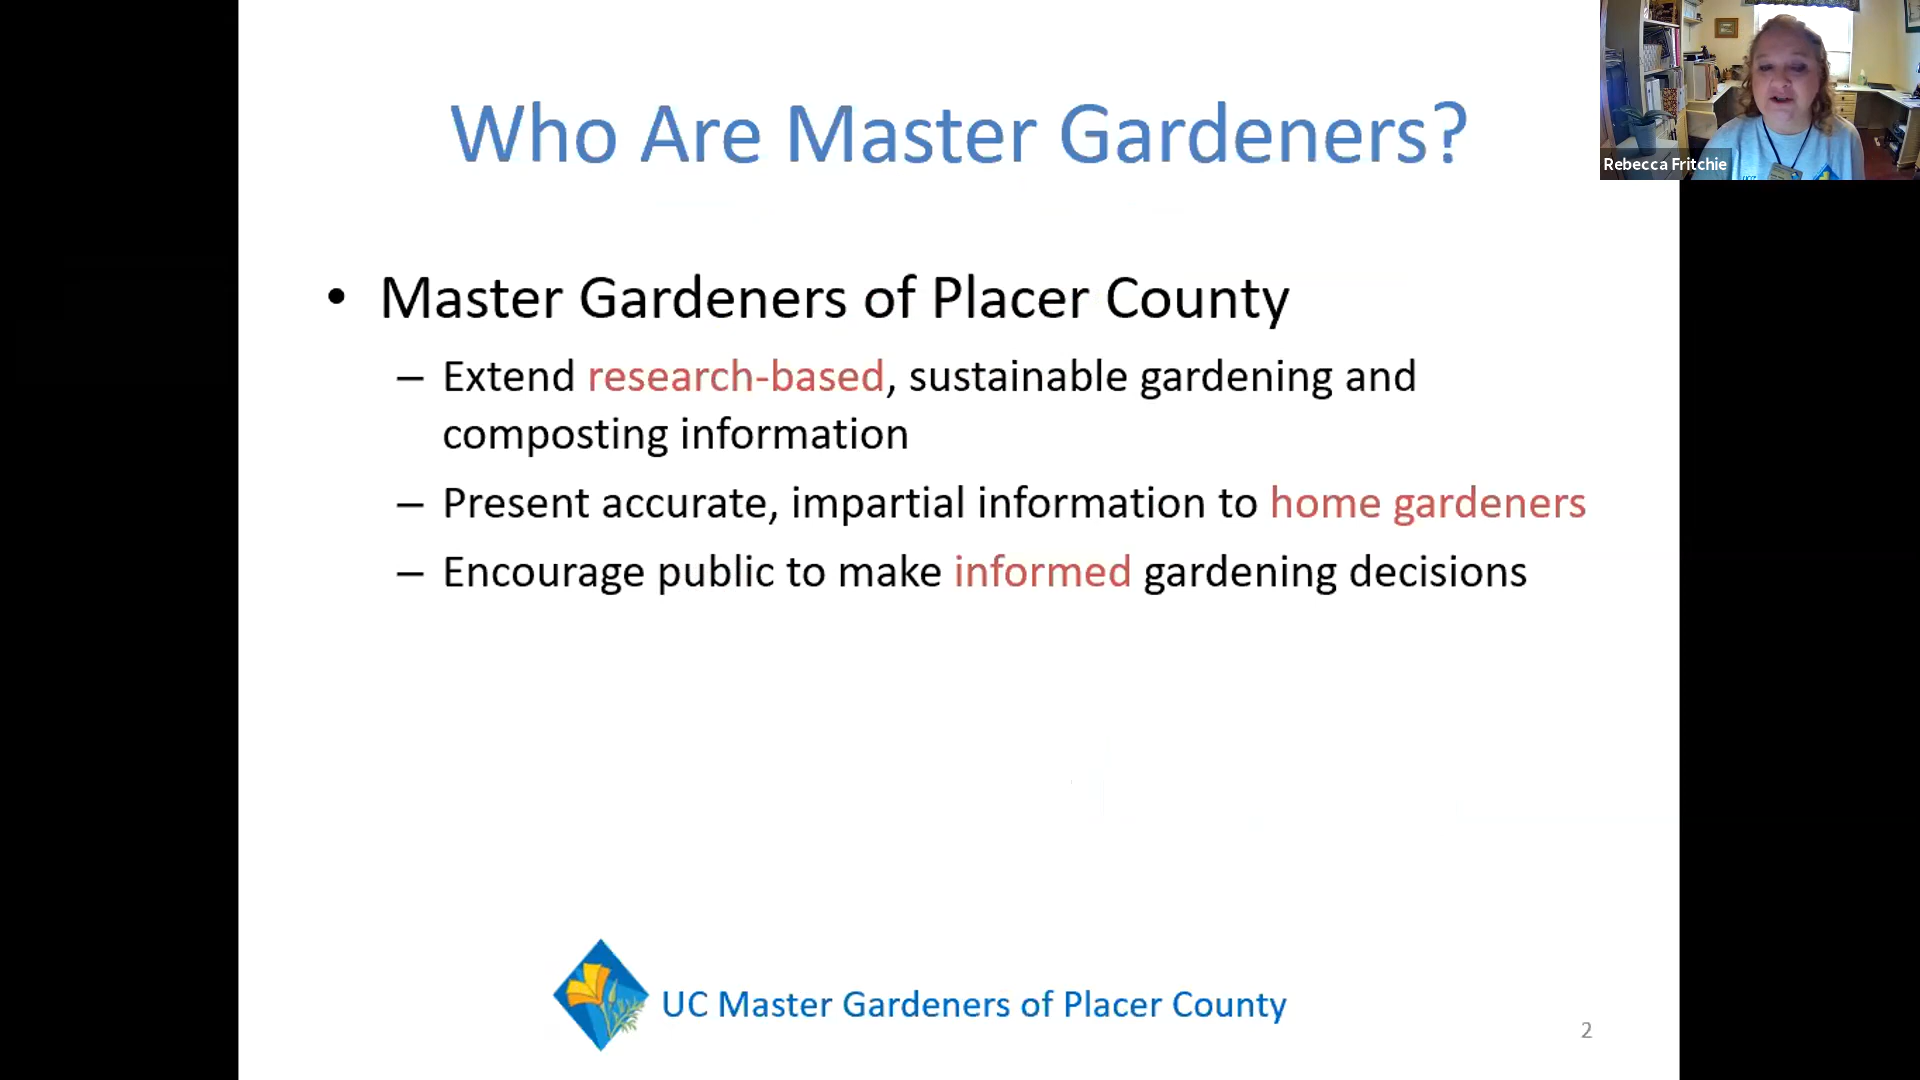 Who Are Master Gardeners?
Rebecca Fritchie
• Master Gardeners of Placer County
– Extend research-based, sustainable gardening and
composting information
– Present accurate, impartial information to home gardeners
– Encourage public to make informed gardening decisions
UC Master Gardeners of Placer County
2